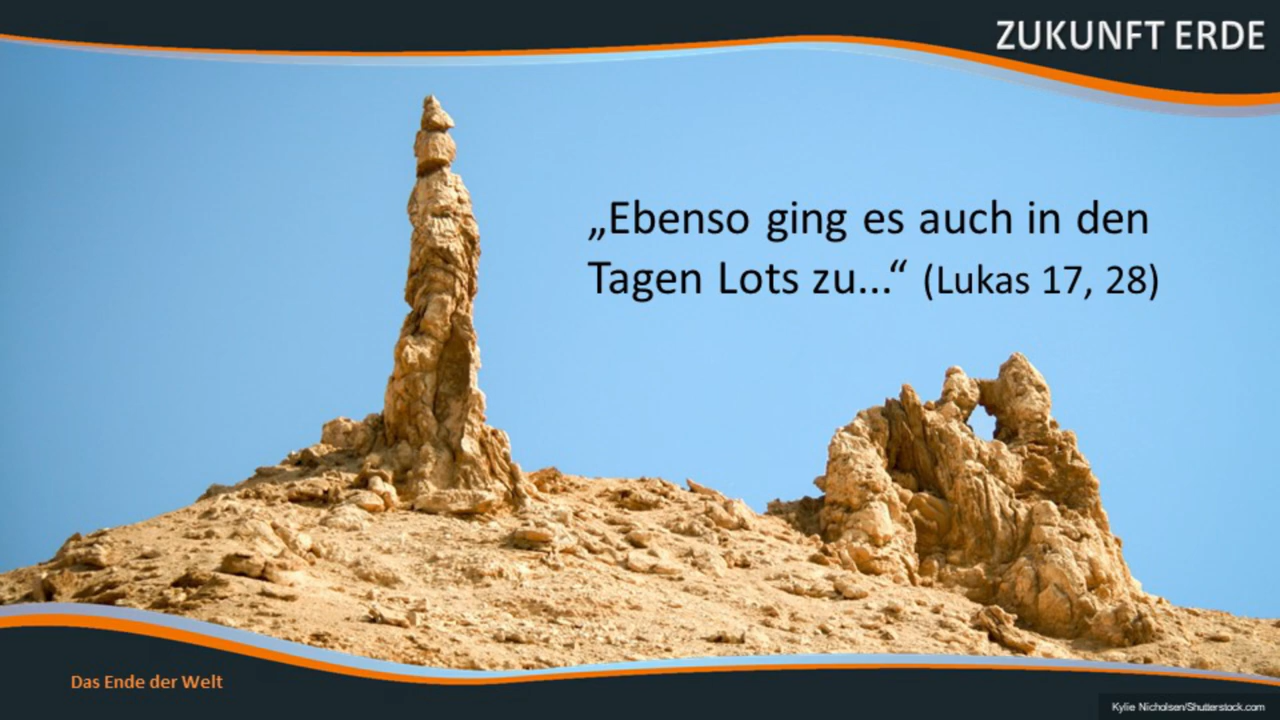 ZUKUNFT ERDE
„Ebenso ging es auch in den
Tagen Lots zu...“ (Lukas 17, 28)
Das Ende der Welt
Kylie Nicholsen/Shutterstock.com